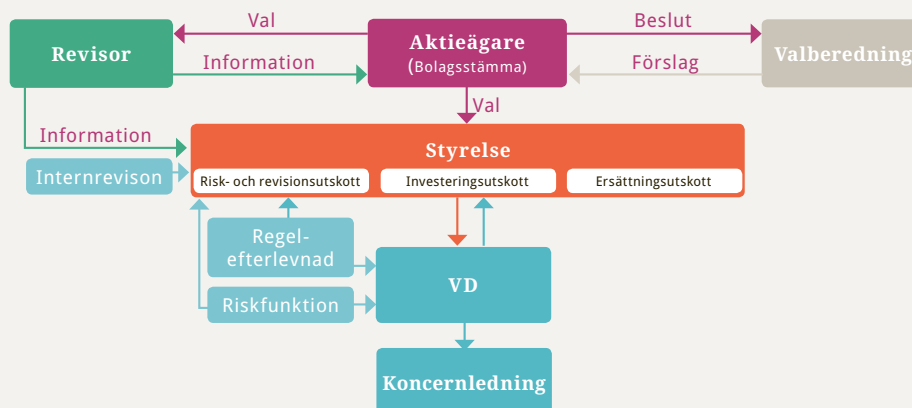 Val
Beslut
Revisor
Aktieägare
(Bolagsstämma)
Valberedning
Information
Förslag
Val
Information
Styrelse
Internrevison
Risk- och revisionsutskott
Investeringsutskott
Ersättningsutskott
Regel-
efterlevnad
VD
Riskfunktion
Koncernledning